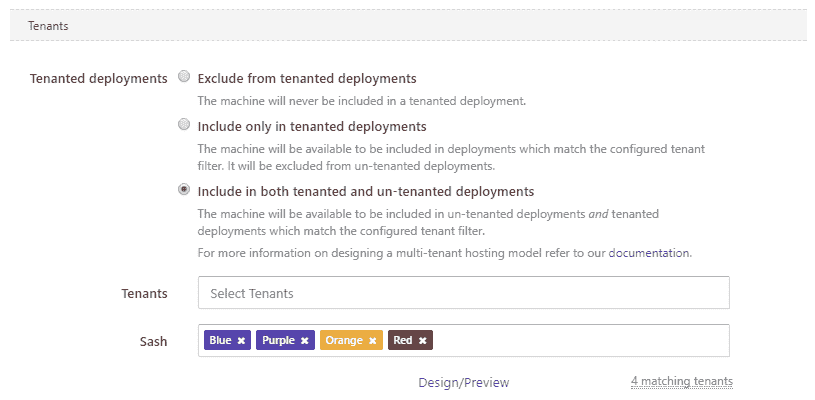 Tenants
Tenanted deployments
Exclude from tenanted deployments
The machine will never be included in a tenanted deployment.
Include only in tenanted deployments
The machine will be available to be included in deployments which match the configured tenant
filter. It will be excluded from un-tenanted deployments.
Include in both tenanted and un-tenanted deployments
The machine will be available to be included in un-tenanted deployments and tenanted
deployments which match the configured tenant filter.
For more information on designing a multi-tenant hosting model refer to our documentation.
Tenants
Select Tenants
Sash
Blue ✖ Purple ✖ Orange ✖ Red ✖
Design/Preview 4 matching tenants